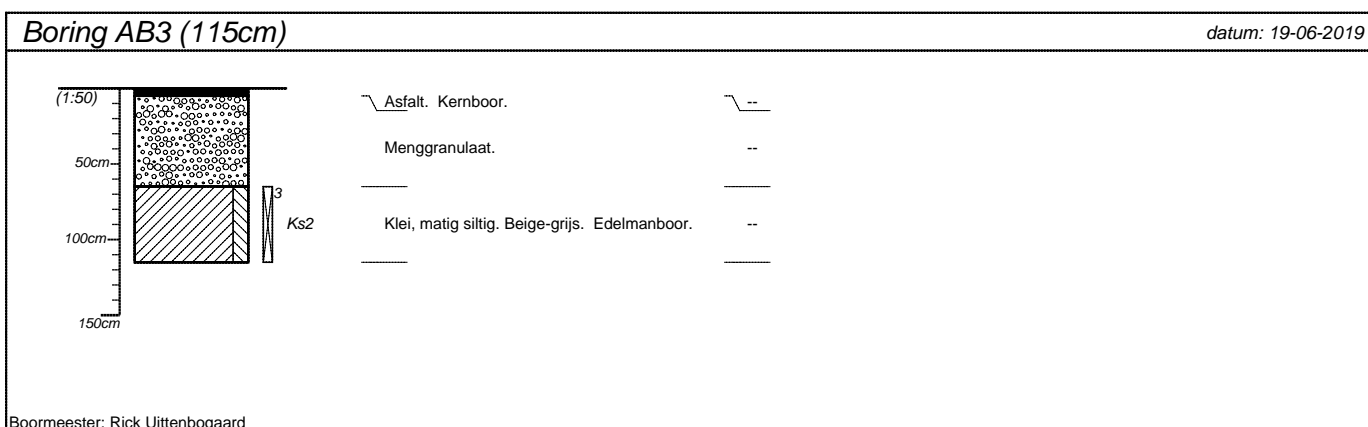 Boring AB3 (115cm) datum: 19-06-2019
(1:50) Asfalt. Kernboor. --
Menggranulaat. --
50cm
3
Ks2 Klei, matig siltig. Beige-grijs. Edelmanboor. --
100cm
150cm
Boormeester: Rick Uittenbogaard